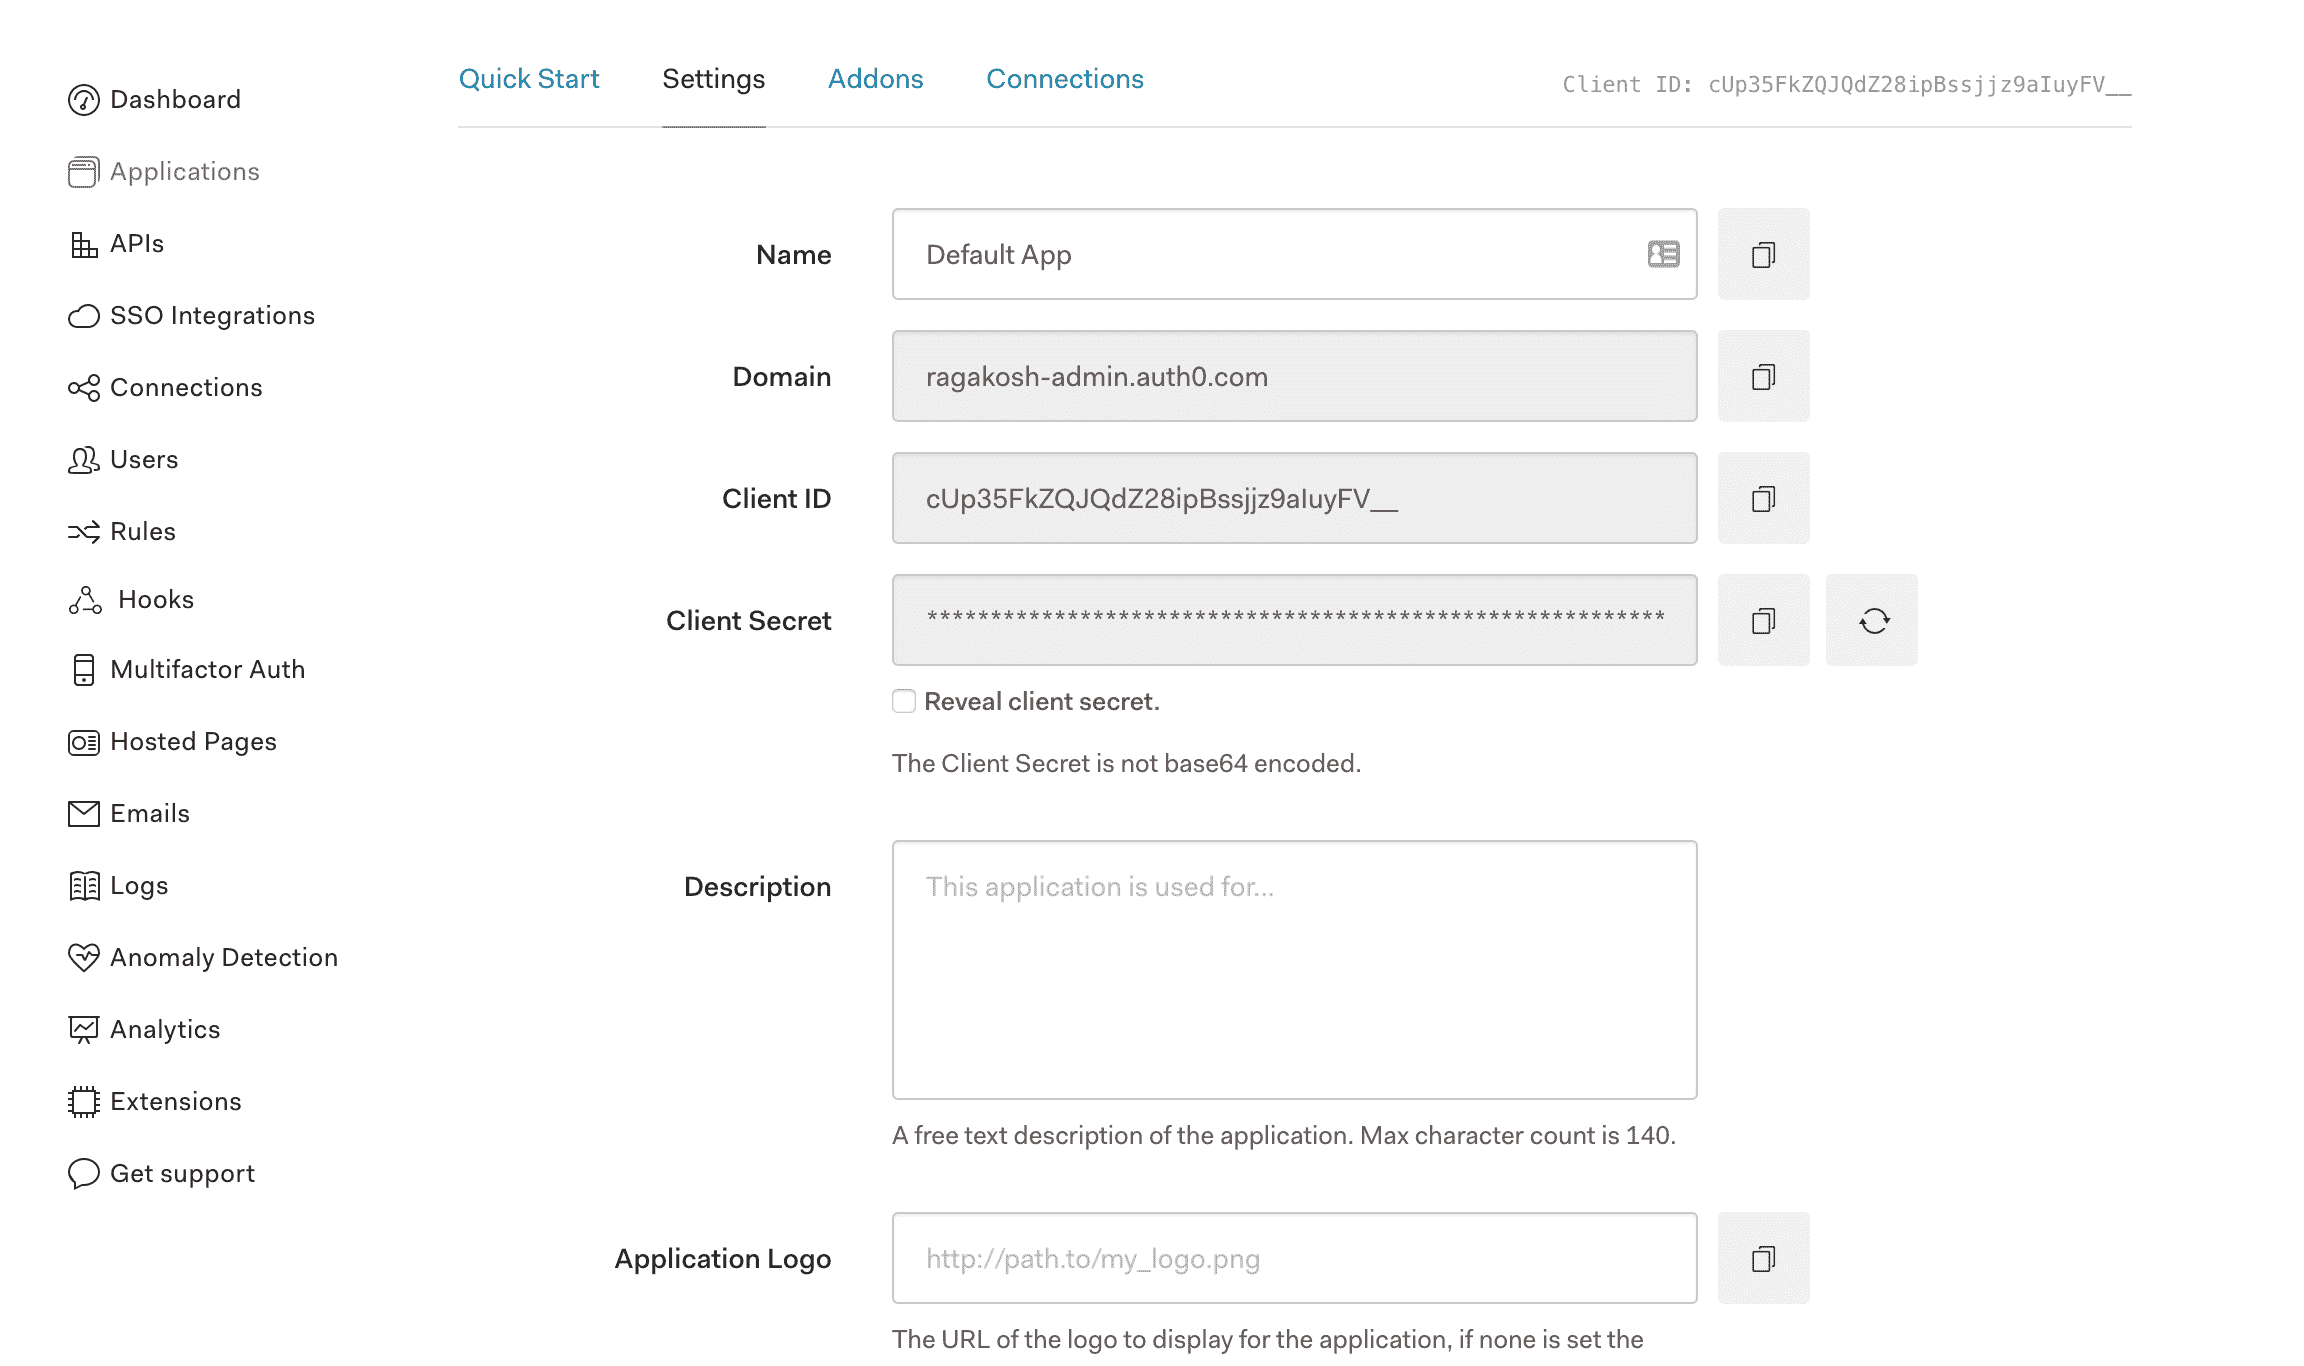 Dashboard
Applications
APIs
SSO Integrations
Connections
Users
Rules
Hooks
Multifactor Auth
Hosted Pages
Emails
Logs
Anomaly Detection
Analytics
Extensions
Get support
Quick Start Settings Addons Connections
Client ID: cUp35FkZQJQdZ28ipBssjjz9aIuyFV__
Name
Default App
Domain
ragakosh-admin.auth0.com
Client ID
cUp35FkZQJQdZ28ipBssjjz9aIuyFV__
Client Secret
**********************************************************
Reveal client secret.
The Client Secret is not base64 encoded.
Description
This application is used for...
A free text description of the application. Max character count is 140.
Application Logo
http://path.to/my_logo.png
The URL of the logo to display for the application, if none is set the